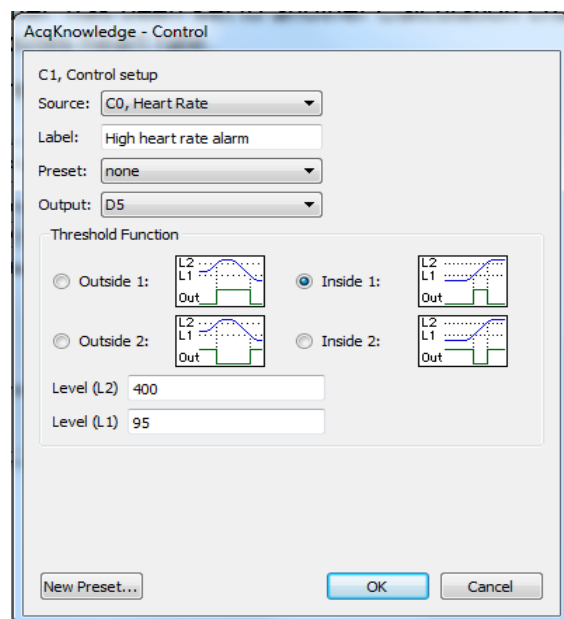 AcqKnowledge - Control
C1, Control setup
Source: C0, Heart Rate
Label: High heart rate alarm
Preset: none
Output: D5
Threshold Function
Outside 1: L2 L1 Out
Inside 1: L2 L1 Out
Outside 2: L2 L1 Out
Inside 2: L2 L1 Out
Level (L2) 400
Level (L1) 95
New Preset... OK Cancel